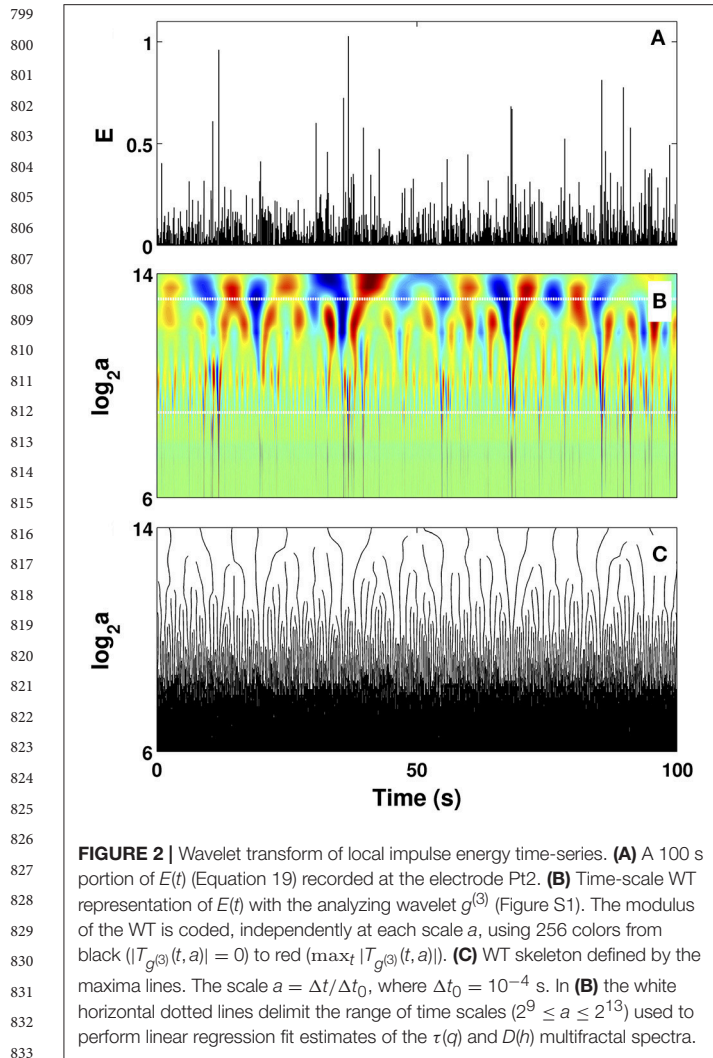 799
800
801
802
803
804
805
806
807
808
809
810
811
812
813
814
815
816
817
818
819
820
821
822
823
824
825
826
827
828
829
830
831
832
833
A
1
E
0.5
0
14
B
log2a
6
14
C
log2a
6
0 50 100
Time (s)
FIGURE 2 | Wavelet transform of local impulse energy time-series. (A) A 100 s
portion of E(t) (Equation 19) recorded at the electrode Pt2. (B) Time-scale WT
representation of E(t) with the analyzing wavelet g(3) (Figure S1). The modulus
of the WT is coded, independently at each scale a, using 256 colors from
black (|Tg(3)(t, a)| = 0) to red (maxt |Tg(3)(t, a)|). (C) WT skeleton defined by the
maxima lines. The scale a = Δt/Δt0, where Δt0 = 10−4 s. In (B) the white
horizontal dotted lines delimit the range of time scales (2^9 ≤ a ≤ 2^13) used to
perform linear regression fit estimates of the τ(q) and D(h) multifractal spectra.